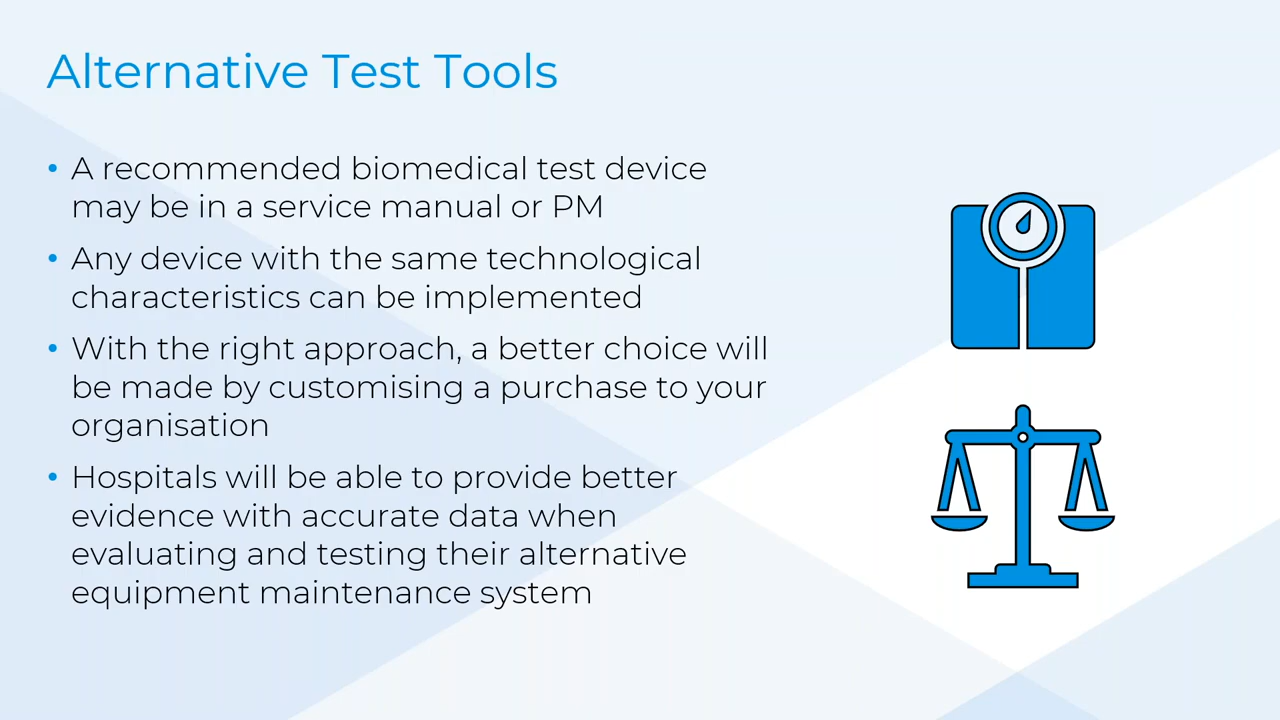 Alternative Test Tools
• A recommended biomedical test device
may be in a service manual or PM
• Any device with the same technological
characteristics can be implemented
• With the right approach, a better choice will
be made by customising a purchase to your
organisation
• Hospitals will be able to provide better
evidence with accurate data when
evaluating and testing their alternative
equipment maintenance system